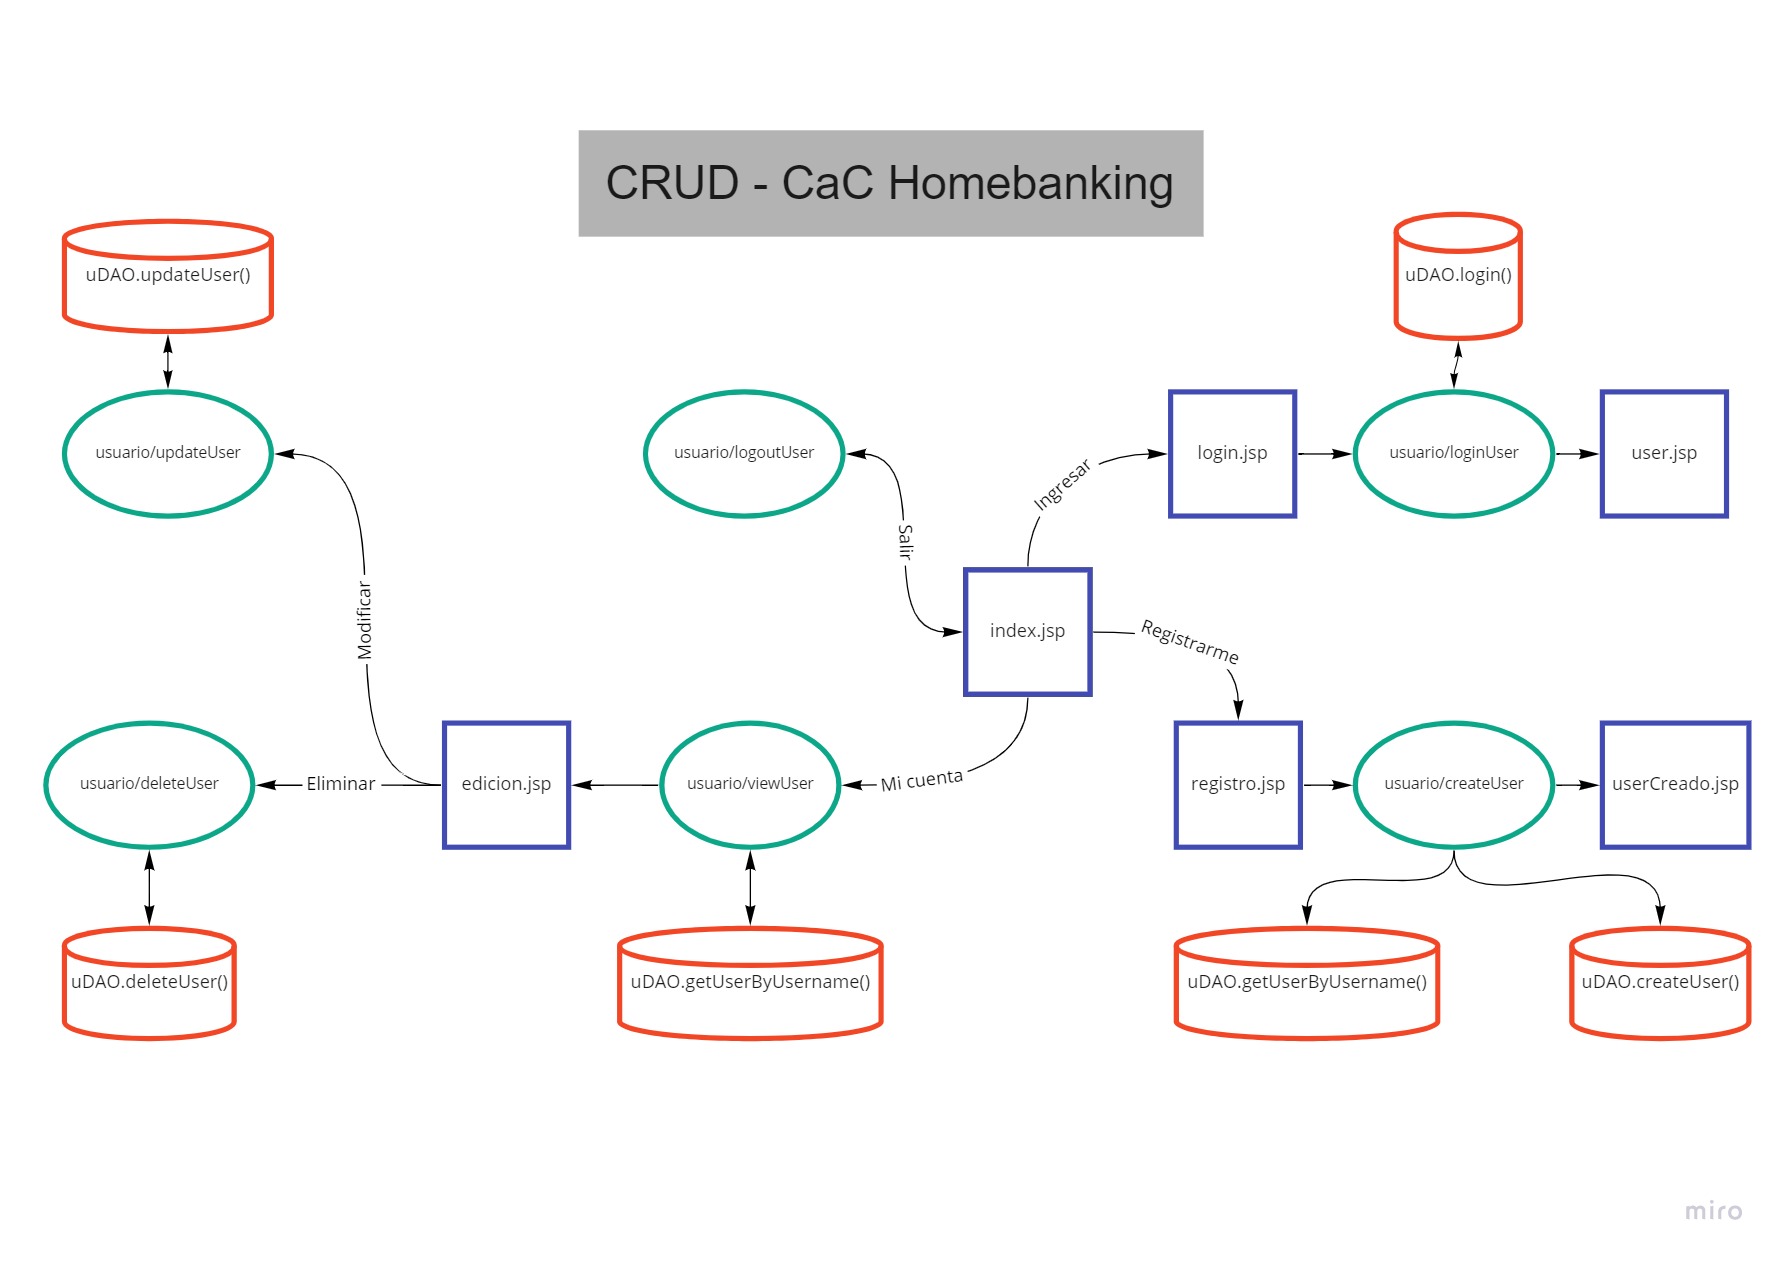 CRUD - CaC Homebanking
uDAO.updateUser()
uDAO.login()
usuario/updateUser
usuario/logoutUser
login.jsp
usuario/loginUser
user.jsp
Ingresar
Salir
Modificar
index.jsp
Registrarme
usuario/deleteUser
Eliminar
edicion.jsp
usuario/viewUser
Mi cuenta
registro.jsp
usuario/createUser
userCreado.jsp
uDAO.deleteUser()
uDAO.getUserByUsername()
uDAO.getUserByUsername()
uDAO.createUser()
miro